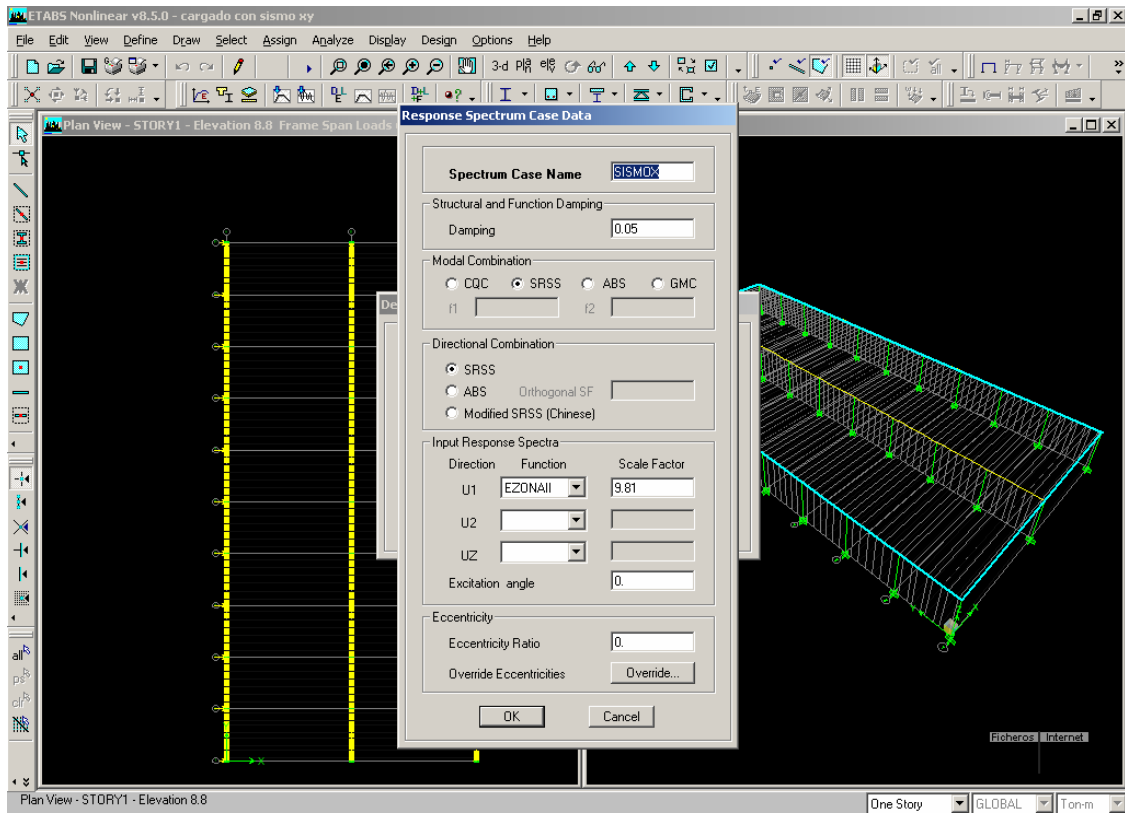 ETABS Nonlinear v8.5.0 - cargado con sismo xy
File Edit View Define Draw Select Assign Analyze Display Design Options Help
3-d
Plan View - STORY1 - Elevation 8.8 Frame Span Loads
Response Spectrum Case Data
Spectrum Case Name SISMOX
Structural and Function Damping
Damping 0.05
Modal Combination
CQC SRSS ABS GMC
f1 f2
De
Directional Combination
SRSS
ABS Orthogonal SF
Modified SRSS (Chinese)
Input Response Spectra
Direction Function Scale Factor
U1 EZONAII 9.81
U2
UZ
Excitation angle 0.
Eccentricity
Eccentricity Ratio 0.
Override Eccentricities Override...
OK Cancel
all
ps
clr
X
Ficheros Internet
Plan View - STORY1 - Elevation 8.8 One Story GLOBAL Ton-m